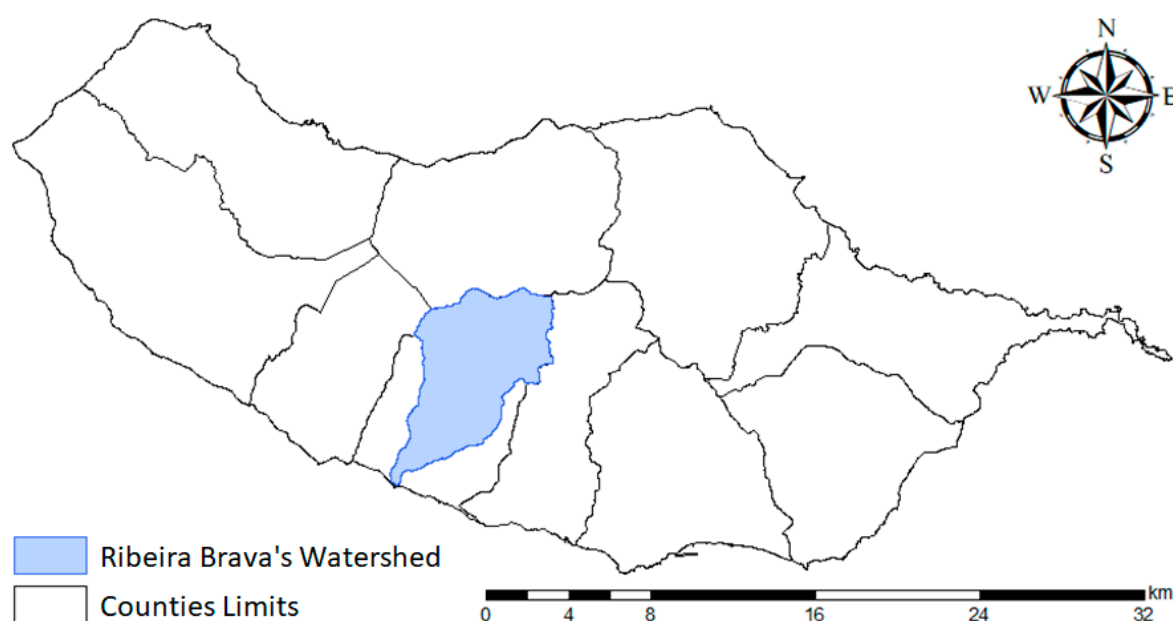 N
W E
S
Ribeira Brava's Watershed
Counties Limits
km
0 4 8 16 24 32